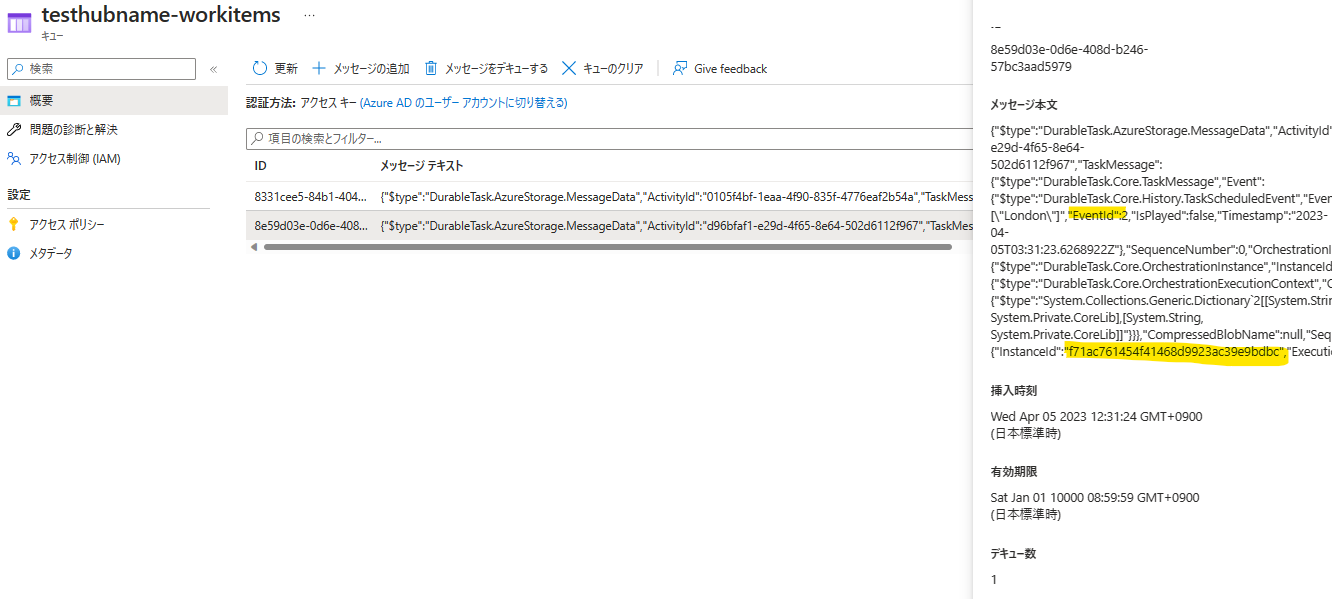 testhubname-workitems ...
キュー
検索
«
更新
メッセージの追加
メッセージをデキューする
キューのクリア
Give feedback
概要
問題の診断と解決
アクセス制御 (IAM)
設定
アクセス ポリシー
メタデータ
認証方法: アクセス キー (Azure AD のユーザー アカウントに切り替える)
項目の検索とフィルター...
ID メッセージ テキスト
8331cee5-84b1-404... {"$type":"DurableTask.AzureStorage.MessageData","ActivityId":"0105f4bf-1eaa-4f90-835f-4776eaf2b54a","TaskMess
8e59d03e-0d6e-408... {"$type":"DurableTask.AzureStorage.MessageData","ActivityId":"d96bfaf1-e29d-4f65-8e64-502d6112f967","TaskMes
8e59d03e-0d6e-408d-b246-
57bc3aad5979
メッセージ本文
{"$type":"DurableTask.AzureStorage.MessageData","ActivityId"
e29d-4f65-8e64-
502d6112f967","TaskMessage":
{"$type":"DurableTask.Core.TaskMessage","Event":
{"$type":"DurableTask.Core.History.TaskScheduledEvent","Even
[\"London\"]","EventId":2,"IsPlayed":false,"Timestamp":"2023-
04-
05T03:31:23.6268922Z"},"SequenceNumber":0,"OrchestrationI
{"$type":"DurableTask.Core.OrchestrationInstance","InstanceId
{"$type":"DurableTask.Core.OrchestrationExecutionContext","O
{"$type":"System.Collections.Generic.Dictionary`2[[System.Strin
System.Private.CoreLib],[System.String,
System.Private.CoreLib]]"}}},"CompressedBlobName":null,"Seq
{"InstanceId":"f71ac761454f41468d9923ac39e9bdbc","Executi
挿入時刻
Wed Apr 05 2023 12:31:24 GMT+0900
(日本標準時)
有効期限
Sat Jan 01 10000 08:59:59 GMT+0900
(日本標準時)
デキュー数
1